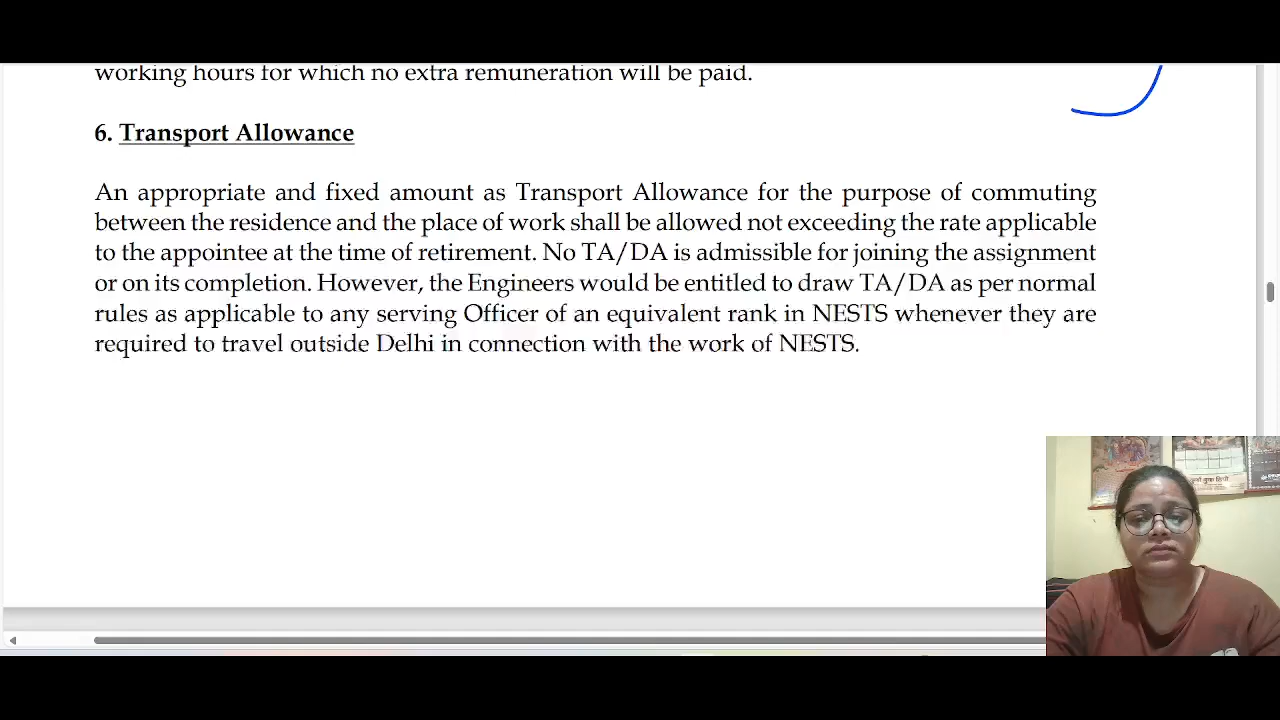 working hours for which no extra remuneration will be paid.
6. Transport Allowance
An appropriate and fixed amount as Transport Allowance for the purpose of commuting
between the residence and the place of work shall be allowed not exceeding the rate applicable
to the appointee at the time of retirement. No TA/DA is admissible for joining the assignment
or on its completion. However, the Engineers would be entitled to draw TA/DA as per normal
rules as applicable to any serving Officer of an equivalent rank in NESTS whenever they are
required to travel outside Delhi in connection with the work of NESTS.